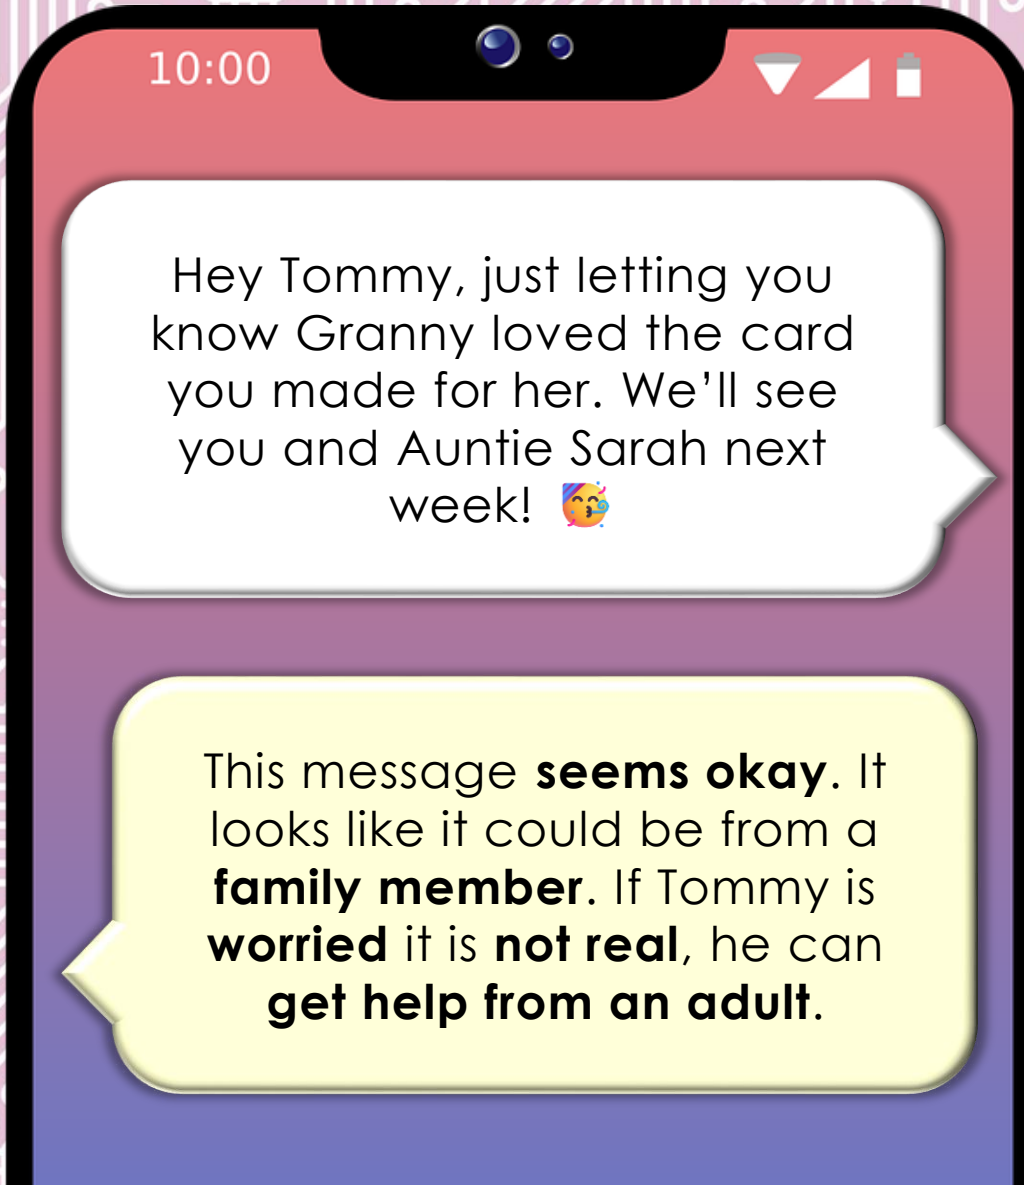 10:00
Hey Tommy, just letting you
know Granny loved the card
you made for her. We’ll see
you and Auntie Sarah next
week! 🥳
This message seems okay. It
looks like it could be from a
family member. If Tommy is
worried it is not real, he can
get help from an adult.